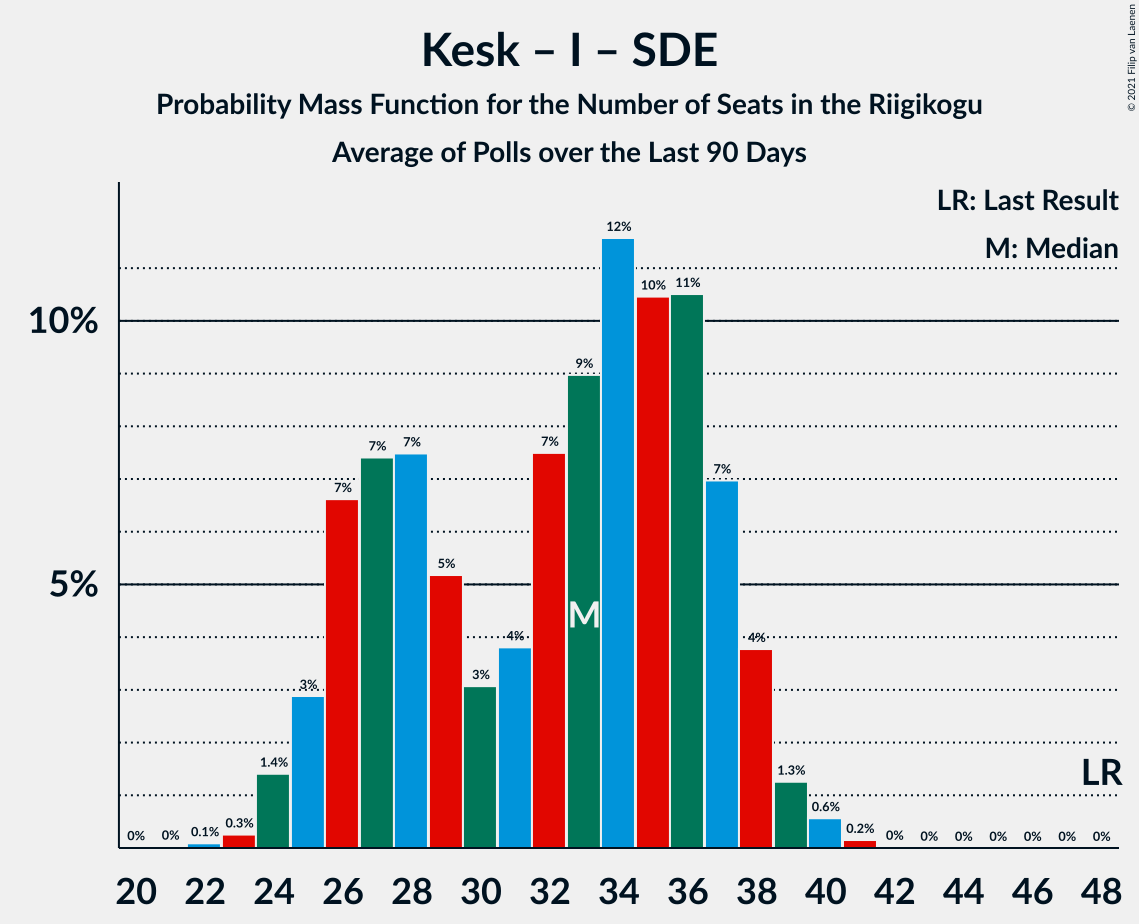 Kesk – I – SDE
Probability Mass Function for the Number of Seats in the Riigikogu
Average of Polls over the Last 90 Days
© 2021 Filip van Laenen
LR: Last Result
M: Median
10%
5%
0% 0% 0.1% 0.3% 1.4% 3% 7% 7% 7% 5% 3% 4% 7% 9% 12% 10% 11% 7% 4% 1.3% 0.6% 0.2% 0% 0% 0% 0% 0% 0% 0%
M
LR
20 22 24 26 28 30 32 34 36 38 40 42 44 46 48